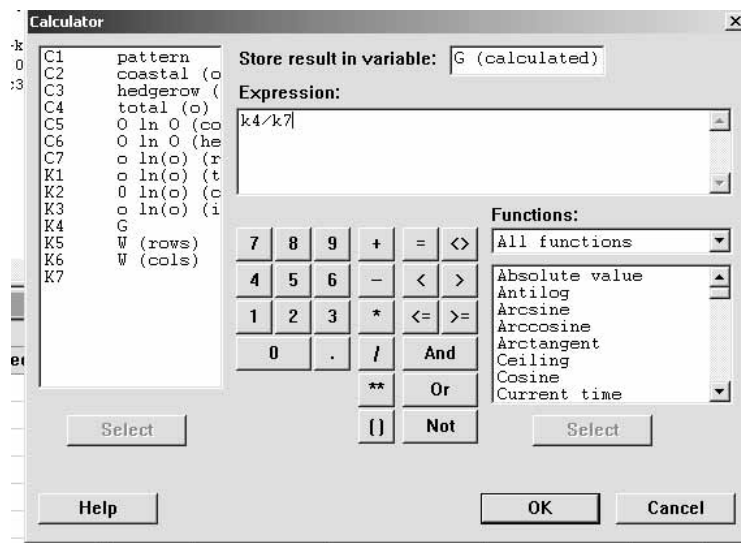 Calculator
C1 pattern
C2 coastal (o
C3 hedgerow (
C4 total (o)
C5 O ln O (co
C6 O ln O (he
C7 o ln(o) (r
K1 o ln(o) (t
K2 0 ln(o) (c
K3 o ln(o) (i
K4 G
K5 W (rows)
K6 W (cols)
K7
Select
Store result in variable: G (calculated)
Expression:
k4/k7
7 8 9 + = <>
4 5 6 - < >
1 2 3 * <= >=
0 . / And
** Or
() Not
Functions:
All functions
Absolute value
Antilog
Arcsine
Arccosine
Arctangent
Ceiling
Cosine
Current time
Select
Help
OK
Cancel